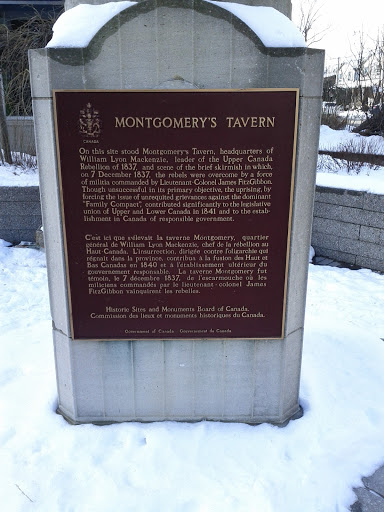 CANADA
MONTGOMERY'S TAVERN
On this site stood Montgomery's Tavern, headquarters of
William Lyon Mackenzie, leader of the Upper Canada
Rebellion of 1837, and scene of the brief skirmish in which,
on 7 December 1837, the rebels were overcome by a force
of militia commanded by Lieutenant-Colonel James FitzGibbon.
Though unsuccessful in its primary objective, the uprising, by
forcing the issue of unrequited grievances against the dominant
"Family Compact", contributed significantly to the legislative
union of Upper and Lower Canada in 1841 and to the estab-
lishment in Canada of responsible government.
C'est ici que s'élevait la taverne Montgomery, quartier
général de William Lyon Mackenzie, chef de la rébellion au
Haut Canada. L'insurrection, dirigée contre l'oligarchie qui
régnait dans la province, contribua à la fusion des Haut et
Bas Canadas en 1840 et à l'établissement ultérieur du
gouvernement responsable. La taverne Montgomery fut
témoin, le 7 décembre 1837, de l'escarmouche où les
miliciens commandés par le lieutenant-colonel James
FitzGibbon vainquirent les rebelles.
Historic Sites and Monuments Board of Canada.
Commission des lieux et monuments historiques du Canada.
Government of Canada - Gouvernement du Canada